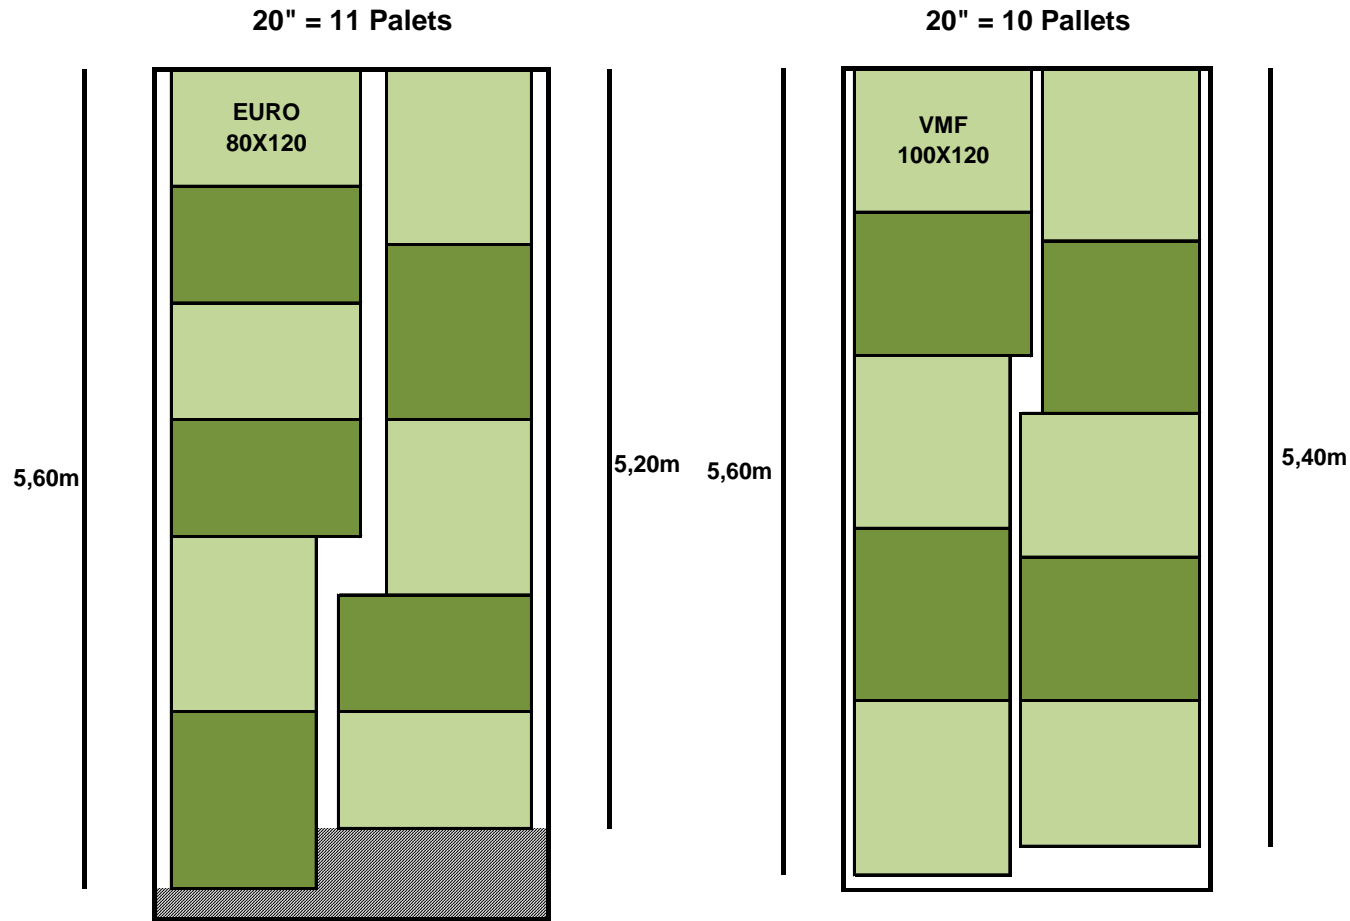 20" = 11 Palets
EURO
80X120
5,60m
5,20m
20" = 10 Pallets
VMF
100X120
5,60m
5,40m